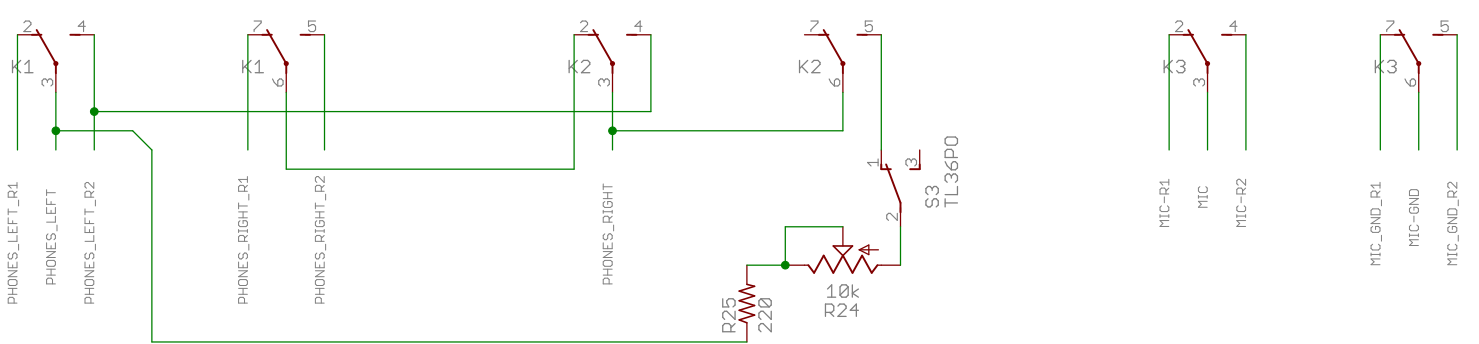 2 4
K1
3
7 5
K1
6
2 4
K2
3
7 5
K2
6
2 4
K3
3
7 5
K3
6
1 3
2
S3
TL36PO
PHONES_LEFT_R1
PHONES_LEFT
PHONES_LEFT_R2
PHONES_RIGHT_R1
PHONES_RIGHT_R2
PHONES_RIGHT
MIC-R1
MIC
MIC-R2
MIC_GND_R1
MIC-GND
MIC_GND_R2
10k
R24
R25
220